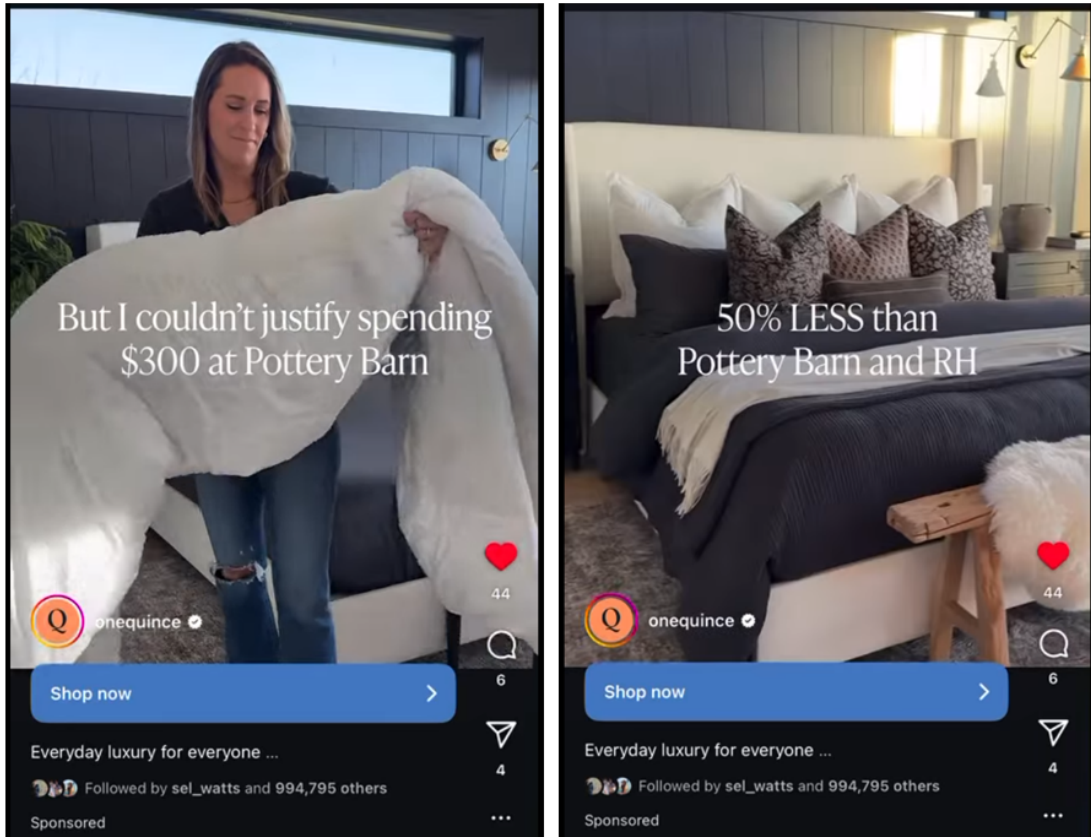 But I couldn't justify spending
$300 at Pottery Barn
44
Q
onequince
6
Shop now
Everyday luxury for everyone ...
4
Followed by sel_watts and 994,795 others
Sponsored
50% LESS than
Pottery Barn and RH
44
Q
onequince
6
Shop now
Everyday luxury for everyone ...
4
Followed by sel_watts and 994,795 others
Sponsored